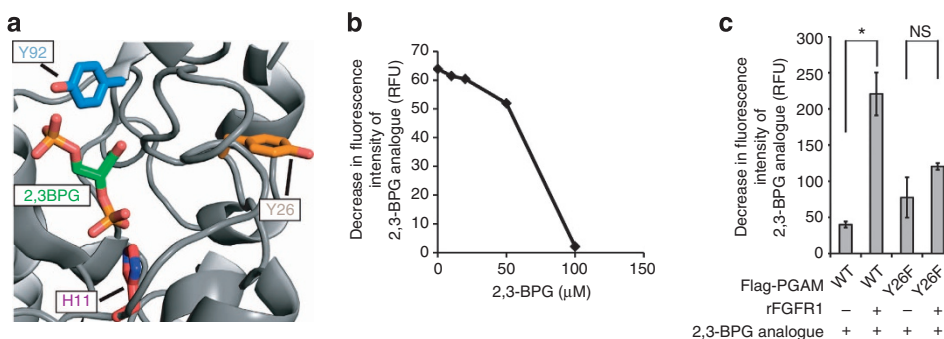 a
Y92
2,3BPG
Y26
H11
b
Decrease in fluorescence
intensity of
2,3-BPG analogue (RFU)
70
60
50
40
30
20
10
0
0 50 100 150
2,3-BPG (μM)
c
* NS
Decrease in fluorescence
intensity of
2,3-BPG analogue (RFU)
300
250
200
150
100
50
0
Flag-PGAM WT WT Y26F Y26F
rFGFR1 – + – +
2,3-BPG analogue + + + +